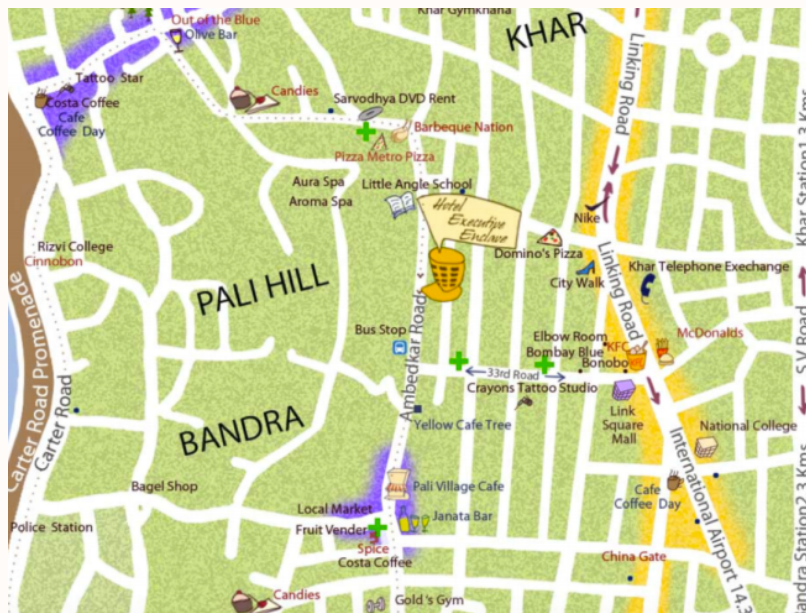 Khar Gymkhana
Out of the Blue
Olive Bar
KHAR
Linking Road
Tattoo Star
Costa Coffee
Cafe
Coffee Day
Candies
Sarvodhya DVD Rent
Barbeque Nation
Pizza Metro Pizza
Aura Spa
Aroma Spa
Little Angle School
Hotel
Executive
Enclave
Nike
Khar Station1.3 Kms
Rizvi College
Cinnobon
Domino's Pizza
City Walk
Linking Road
Khar Telephone Exechange
PALI HILL
Bus Stop
Ambedkar Road
Elbow Room
Bombay Blue
KFC
Bonobo
McDonalds
S.V Road
33rd Road
Crayons Tattoo Studio
Link
Square
Mall
Carter Road Promenade
Carter Road
BANDRA
Yellow Cafe Tree
National College
International Airport 14.3
Bagel Shop
Pali Village Cafe
Cafe
Coffee Day
Local Market
Fruit Vender
Janata Bar
Police Station
Spice
Costa Coffee
China Gate
Station 2.3 Kms
Candies
Gold 's Gym